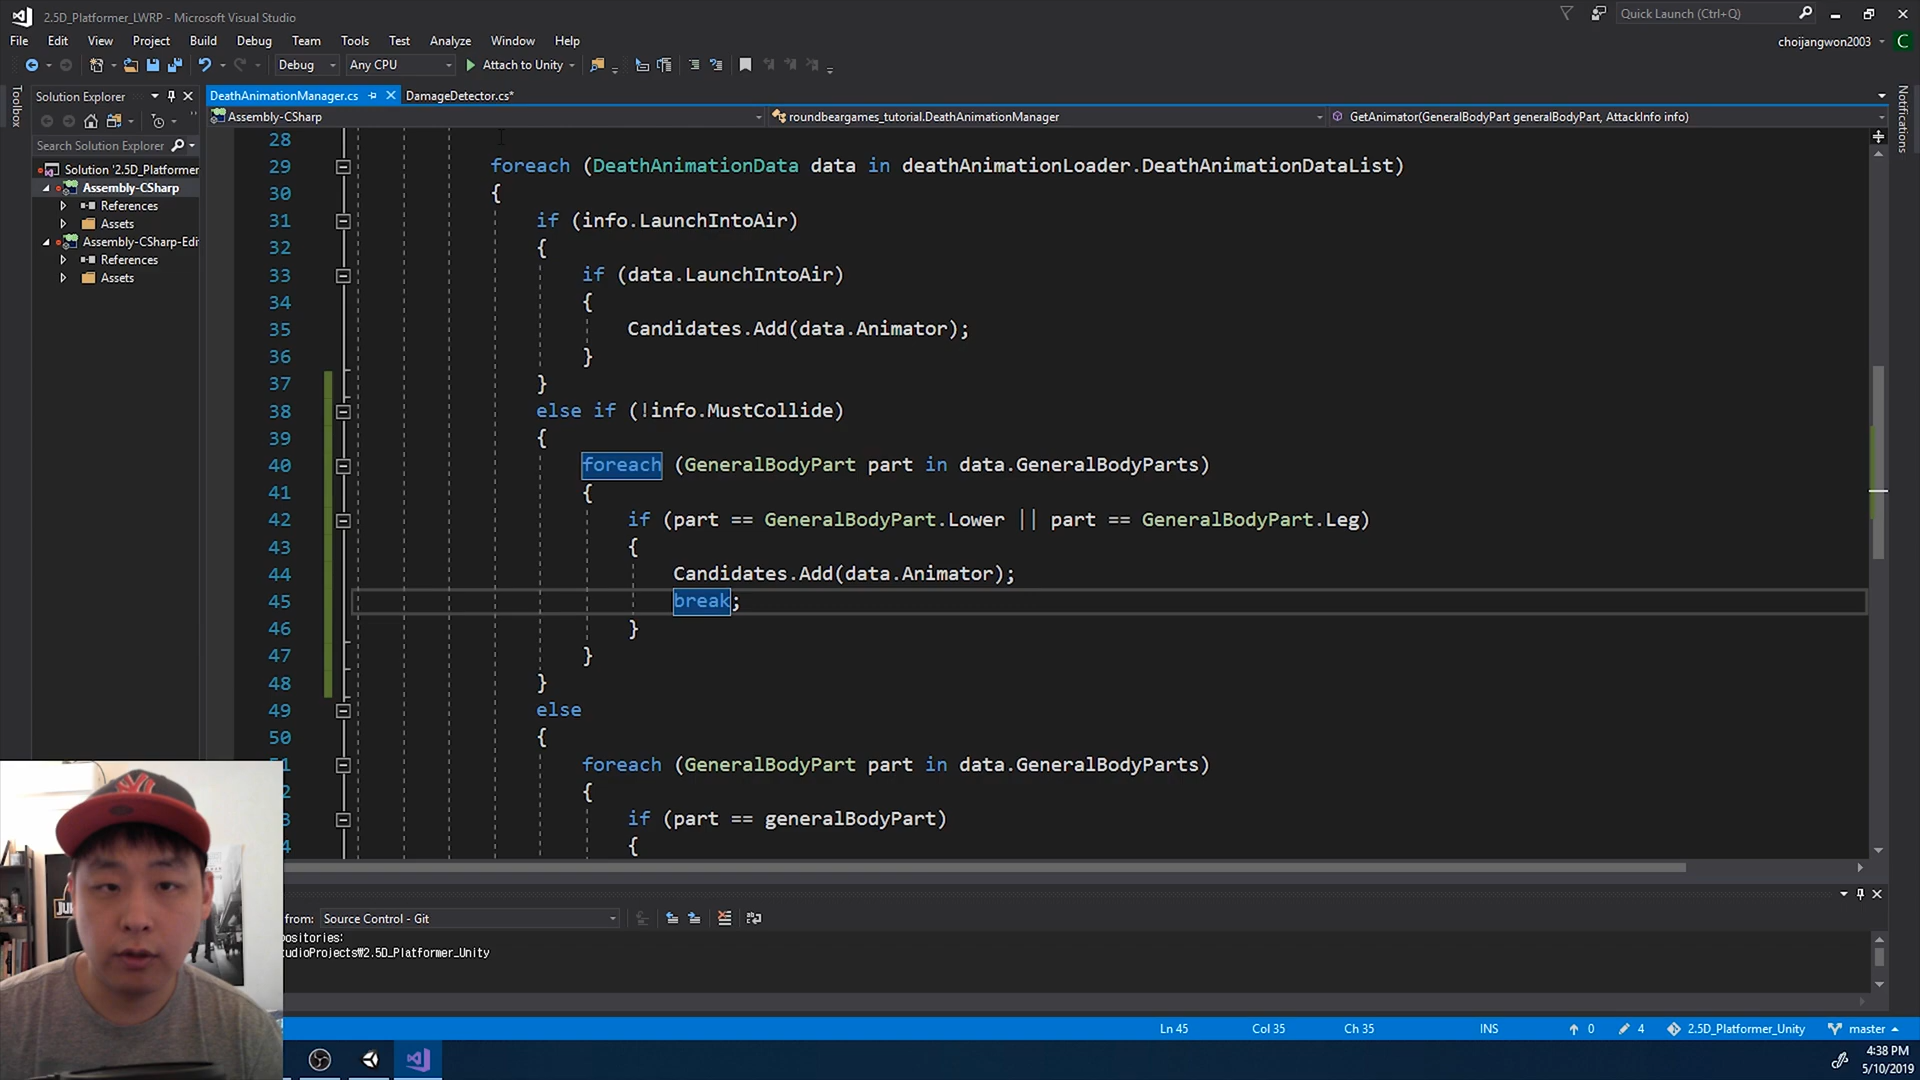 2.5D_Platformer_LWRP - Microsoft Visual Studio
Quick Launch (Ctrl+Q)
File Edit View Project Build Debug Team Tools Test Analyze Window Help
choijangwon2003 C
Debug Any CPU Attach to Unity
Toolbox
Solution Explorer
DeathAnimationManager.cs DamageDetector.cs*
Notifications
Assembly-CSharp roundbeargames_tutorial.DeathAnimationManager GetAnimator(GeneralBodyPart generalBodyPart, AttackInfo info)
Search Solution Explorer
Solution '2.5D_Platformer
Assembly-CSharp
References
Assets
Assembly-CSharp-Edi
References
Assets
28
29 foreach (DeathAnimationData data in deathAnimationLoader.DeathAnimationDataList)
30 {
31 if (info.LaunchIntoAir)
32 {
33 if (data.LaunchIntoAir)
34 {
35 Candidates.Add(data.Animator);
36 }
37 }
38 else if (!info.MustCollide)
39 {
40 foreach (GeneralBodyPart part in data.GeneralBodyParts)
41 {
42 if (part == GeneralBodyPart.Lower || part == GeneralBodyPart.Leg)
43 {
44 Candidates.Add(data.Animator);
45 break;
46 }
47 }
48 }
49 else
50 {
51 foreach (GeneralBodyPart part in data.GeneralBodyParts)
2 {
3 if (part == generalBodyPart)
4 {
from: Source Control - Git
positories:
tudioProjects₩2.5D_Platformer_Unity
Ln 45 Col 35 Ch 35 INS 0 4 2.5D_Platformer_Unity master
4:38 PM
5/10/2019